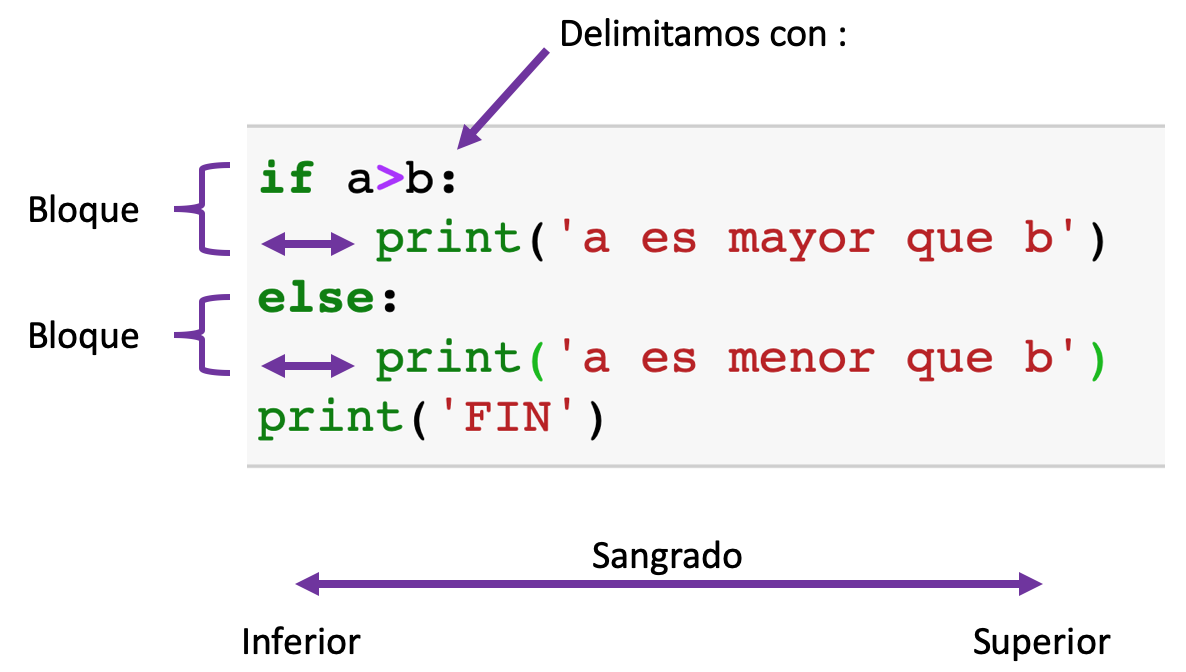 Delimitamos con :
if a>b:
Bloque
print('a es mayor que b')
else:
Bloque
print('a es menor que b')
print('FIN')
Sangrado
Inferior
Superior